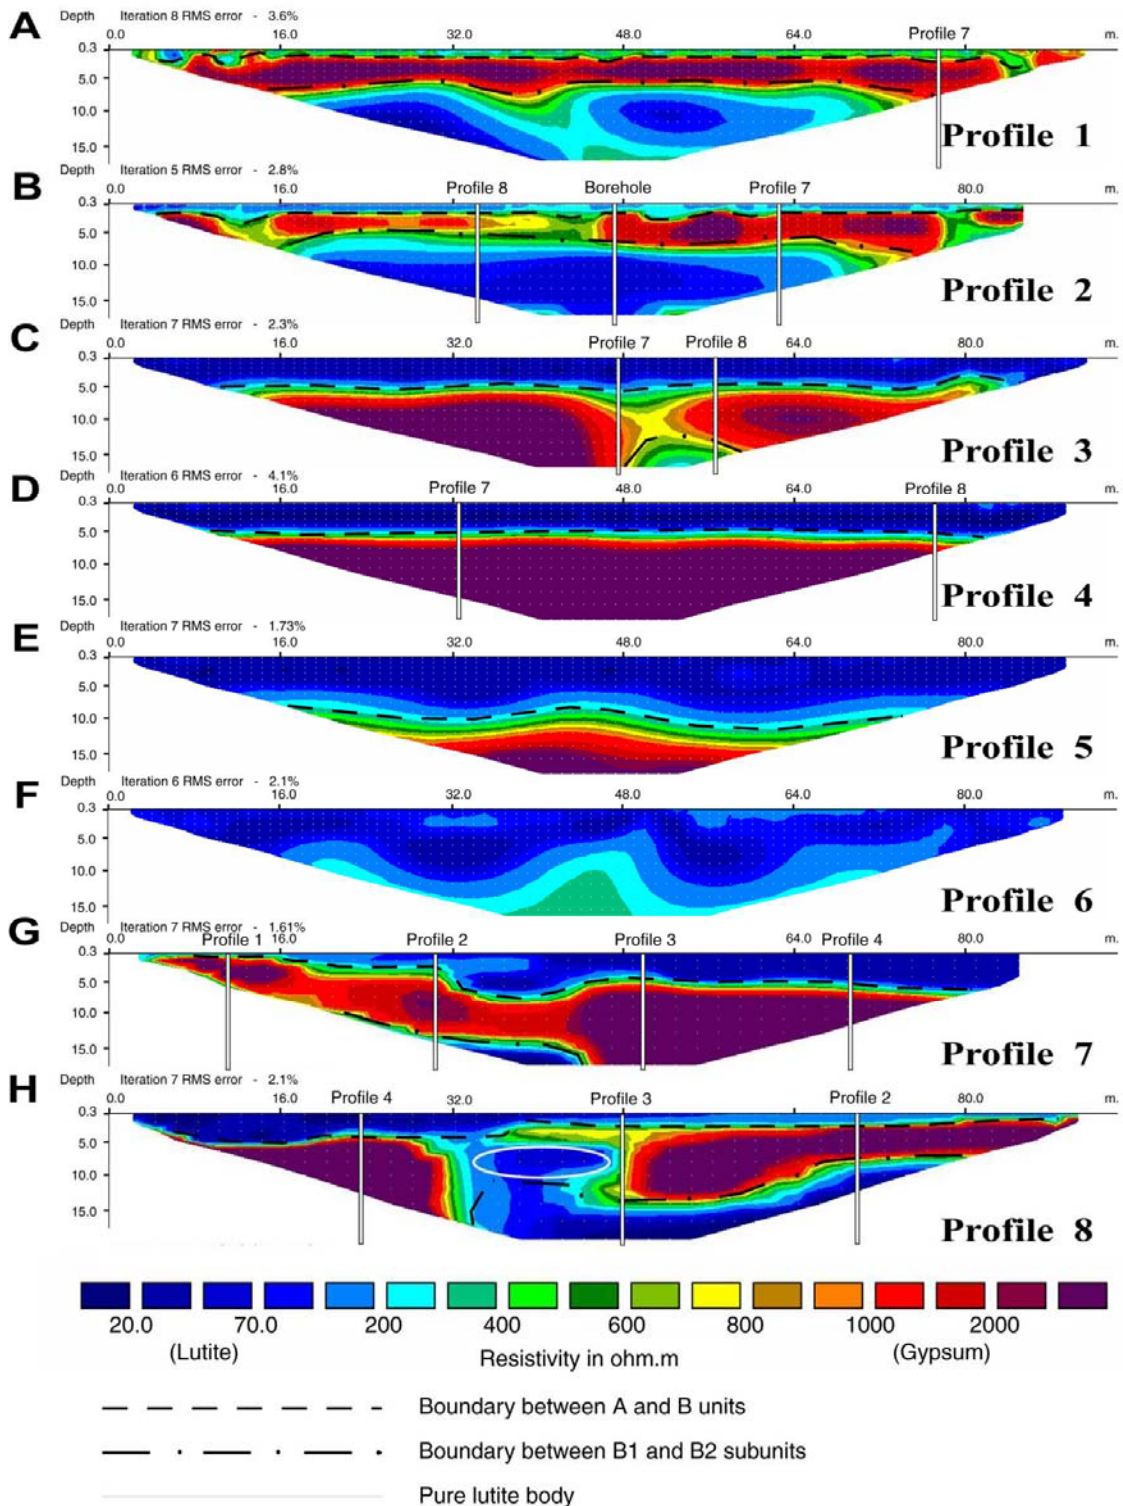 A Depth Iteration 8 RMS error - 3.6%
0.0 16.0 32.0 48.0 64.0 Profile 7 m.
0.3
5.0
10.0
15.0
Profile 1
B Depth Iteration 5 RMS error - 2.8%
0.0 16.0 Profile 8 Borehole Profile 7 80.0 m.
0.3
5.0
10.0
15.0
Profile 2
C Depth Iteration 7 RMS error - 2.3%
0.0 16.0 32.0 Profile 7 Profile 8 64.0 80.0 m.
0.3
5.0
10.0
15.0
Profile 3
D Depth Iteration 6 RMS error - 4.1%
0.0 16.0 Profile 7 48.0 64.0 Profile 8 m.
0.3
5.0
10.0
15.0
Profile 4
E Depth Iteration 7 RMS error - 1.73%
0.0 16.0 32.0 48.0 64.0 80.0 m.
0.3
5.0
10.0
15.0
Profile 5
F Depth Iteration 6 RMS error - 2.1%
0.0 16.0 32.0 48.0 64.0 80.0 m.
0.3
5.0
10.0
15.0
Profile 6
G Depth Iteration 7 RMS error - 1.61%
0.0 Profile 1 16.0 Profile 2 Profile 3 64.0 Profile 4 80.0 m.
0.3
5.0
10.0
15.0
Profile 7
H Depth Iteration 7 RMS error - 2.1%
0.0 16.0 Profile 4 32.0 Profile 3 Profile 2 80.0 m.
0.3
5.0
10.0
15.0
Profile 8
20.0 70.0 200 400 600 800 1000 2000
(Lutite) Resistivity in ohm.m (Gypsum)
Boundary between A and B units
Boundary between B1 and B2 subunits
Pure lutite body